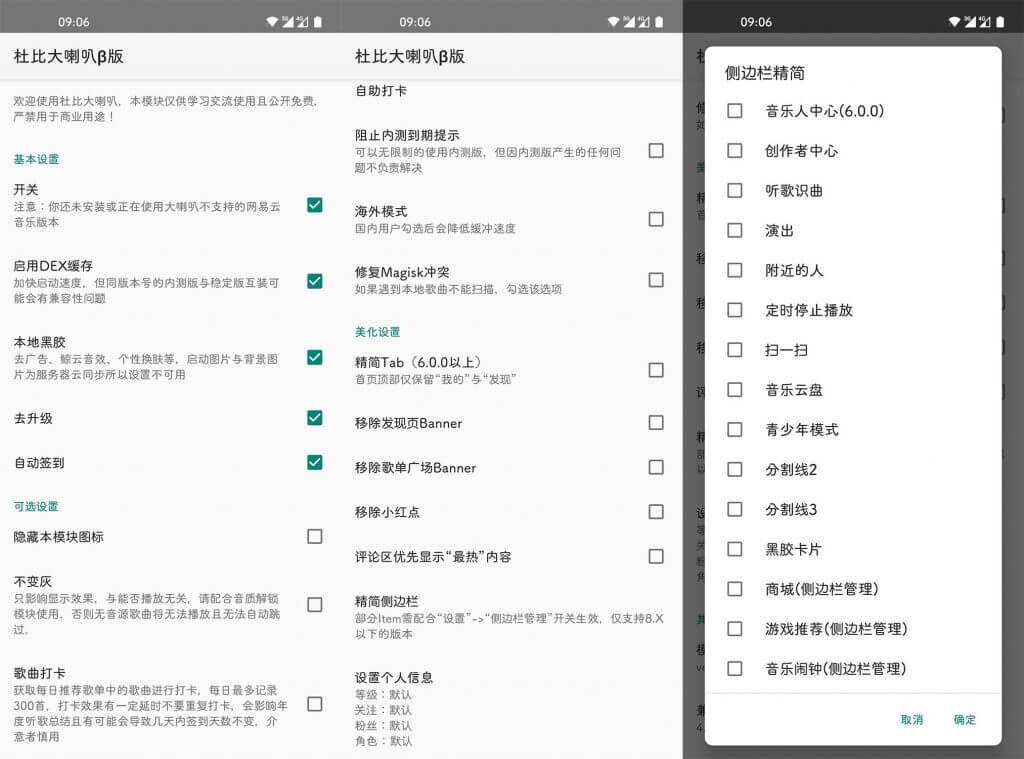 09:06
杜比大喇叭β版
欢迎使用杜比大喇叭，本模块仅供学习交流使用且公开免费，
严禁用于商业用途！
基本设置
开关
注意：你还未安装或正在使用大喇叭不支持的网易云
音乐版本
启用DEX缓存
加快启动速度，但同版本号的内测版与稳定版互装可
能会有兼容性问题
本地黑胶
去广告、鲸云音效、个性换肤等，启动图片与背景图
片为服务器云同步所以设置不可用
去升级
自动签到
可选设置
隐藏本模块图标
不变灰
只影响显示效果，与能否播放无关，请配合音质解锁
模块使用，否则无音源歌曲将无法播放且无法自动跳
过。
歌曲打卡
获取每日推荐歌单中的歌曲进行打卡，每日最多记录
300首，打卡效果有一定延时不要重复打卡，会影响年
度听歌总结且有可能会导致几天内签到天数不变，介
意者慎用
09:06
杜比大喇叭β版
自助打卡
阻止内测到期提示
可以无限制的使用内测版，但因内测版产生的任何问
题不负责解决
海外模式
国内用户勾选后会降低缓冲速度
修复Magisk冲突
如果遇到本地歌曲不能扫描，勾选该选项
美化设置
精简Tab（6.0.0以上）
首页顶部仅保留“我的”与“发现”
移除发现页Banner
移除歌单广场Banner
移除小红点
评论区优先显示“最热”内容
精简侧边栏
部分Item需配合“设置”->“侧边栏管理”开关生效，仅支持8.X
以下的版本
设置个人信息
等级：默认
关注：默认
粉丝：默认
角色：默认
09:06
侧边栏精简
音乐人中心(6.0.0)
创作者中心
听歌识曲
演出
附近的人
定时停止播放
扫一扫
音乐云盘
青少年模式
分割线2
分割线3
黑胶卡片
商城(侧边栏管理)
游戏推荐(侧边栏管理)
音乐闹钟(侧边栏管理)
取消
确定